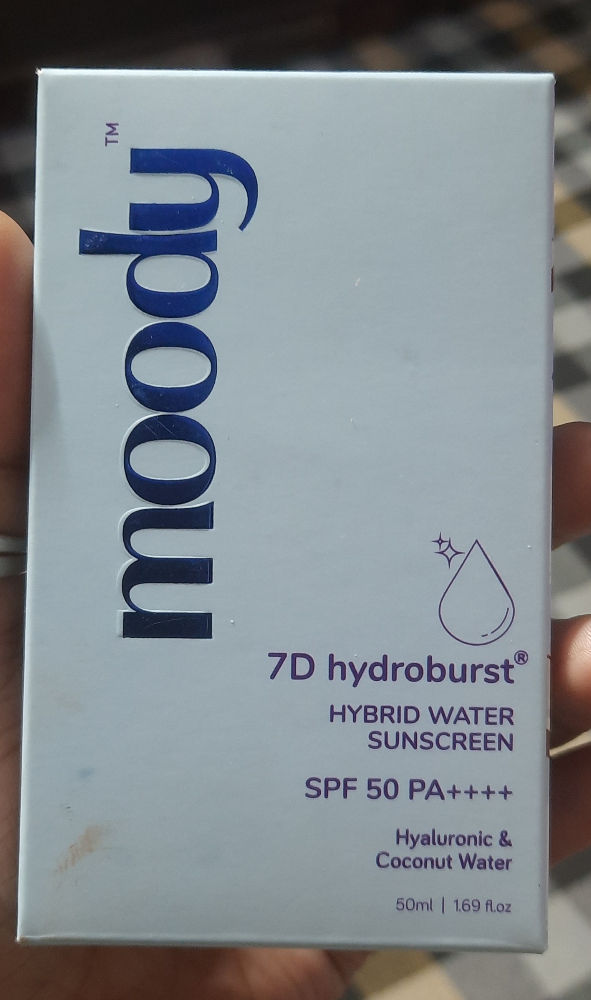 moody™
7D hydroburst®
HYBRID WATER
SUNSCREEN
SPF 50 PA++++
Hyaluronic &
Coconut Water
50ml | 1.69 fl.oz